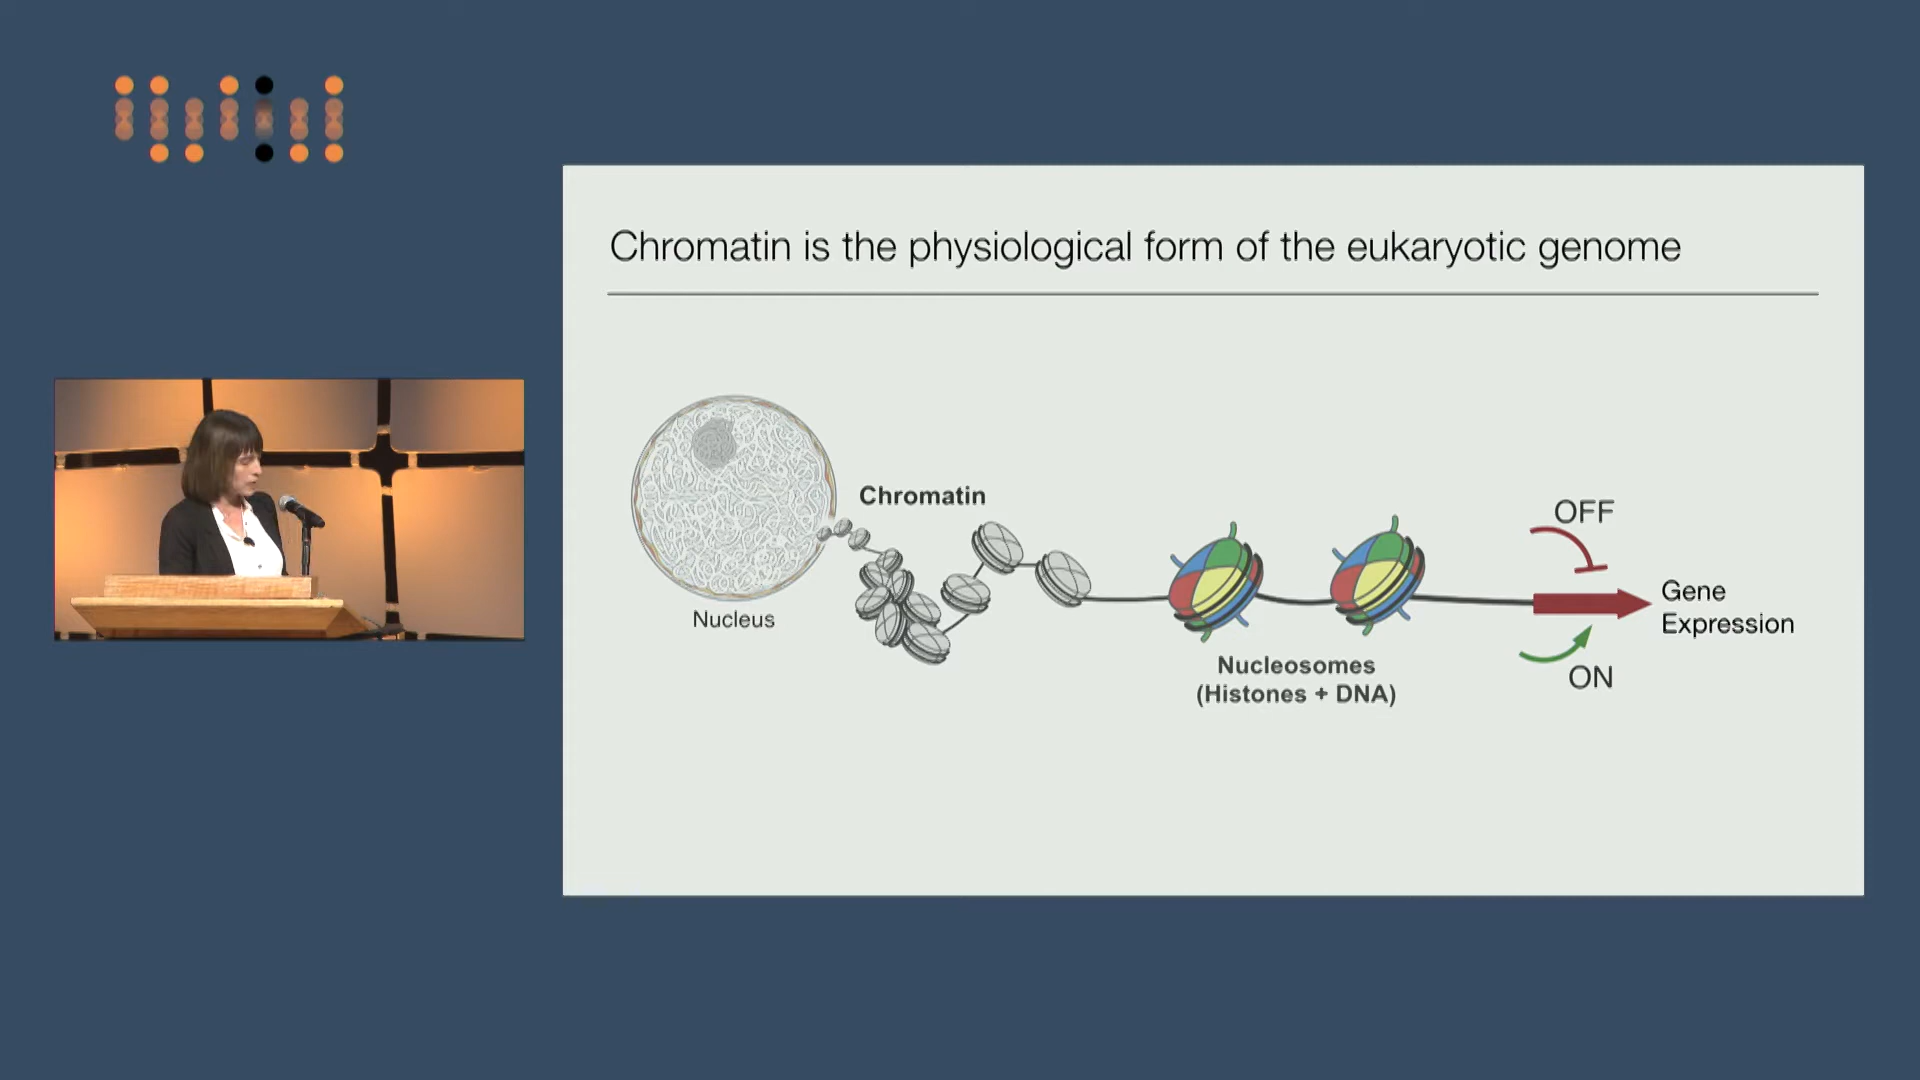 Chromatin is the physiological form of the eukaryotic genome
Chromatin
Nucleus
Nucleosomes
(Histones + DNA)
OFF
Gene
Expression
ON